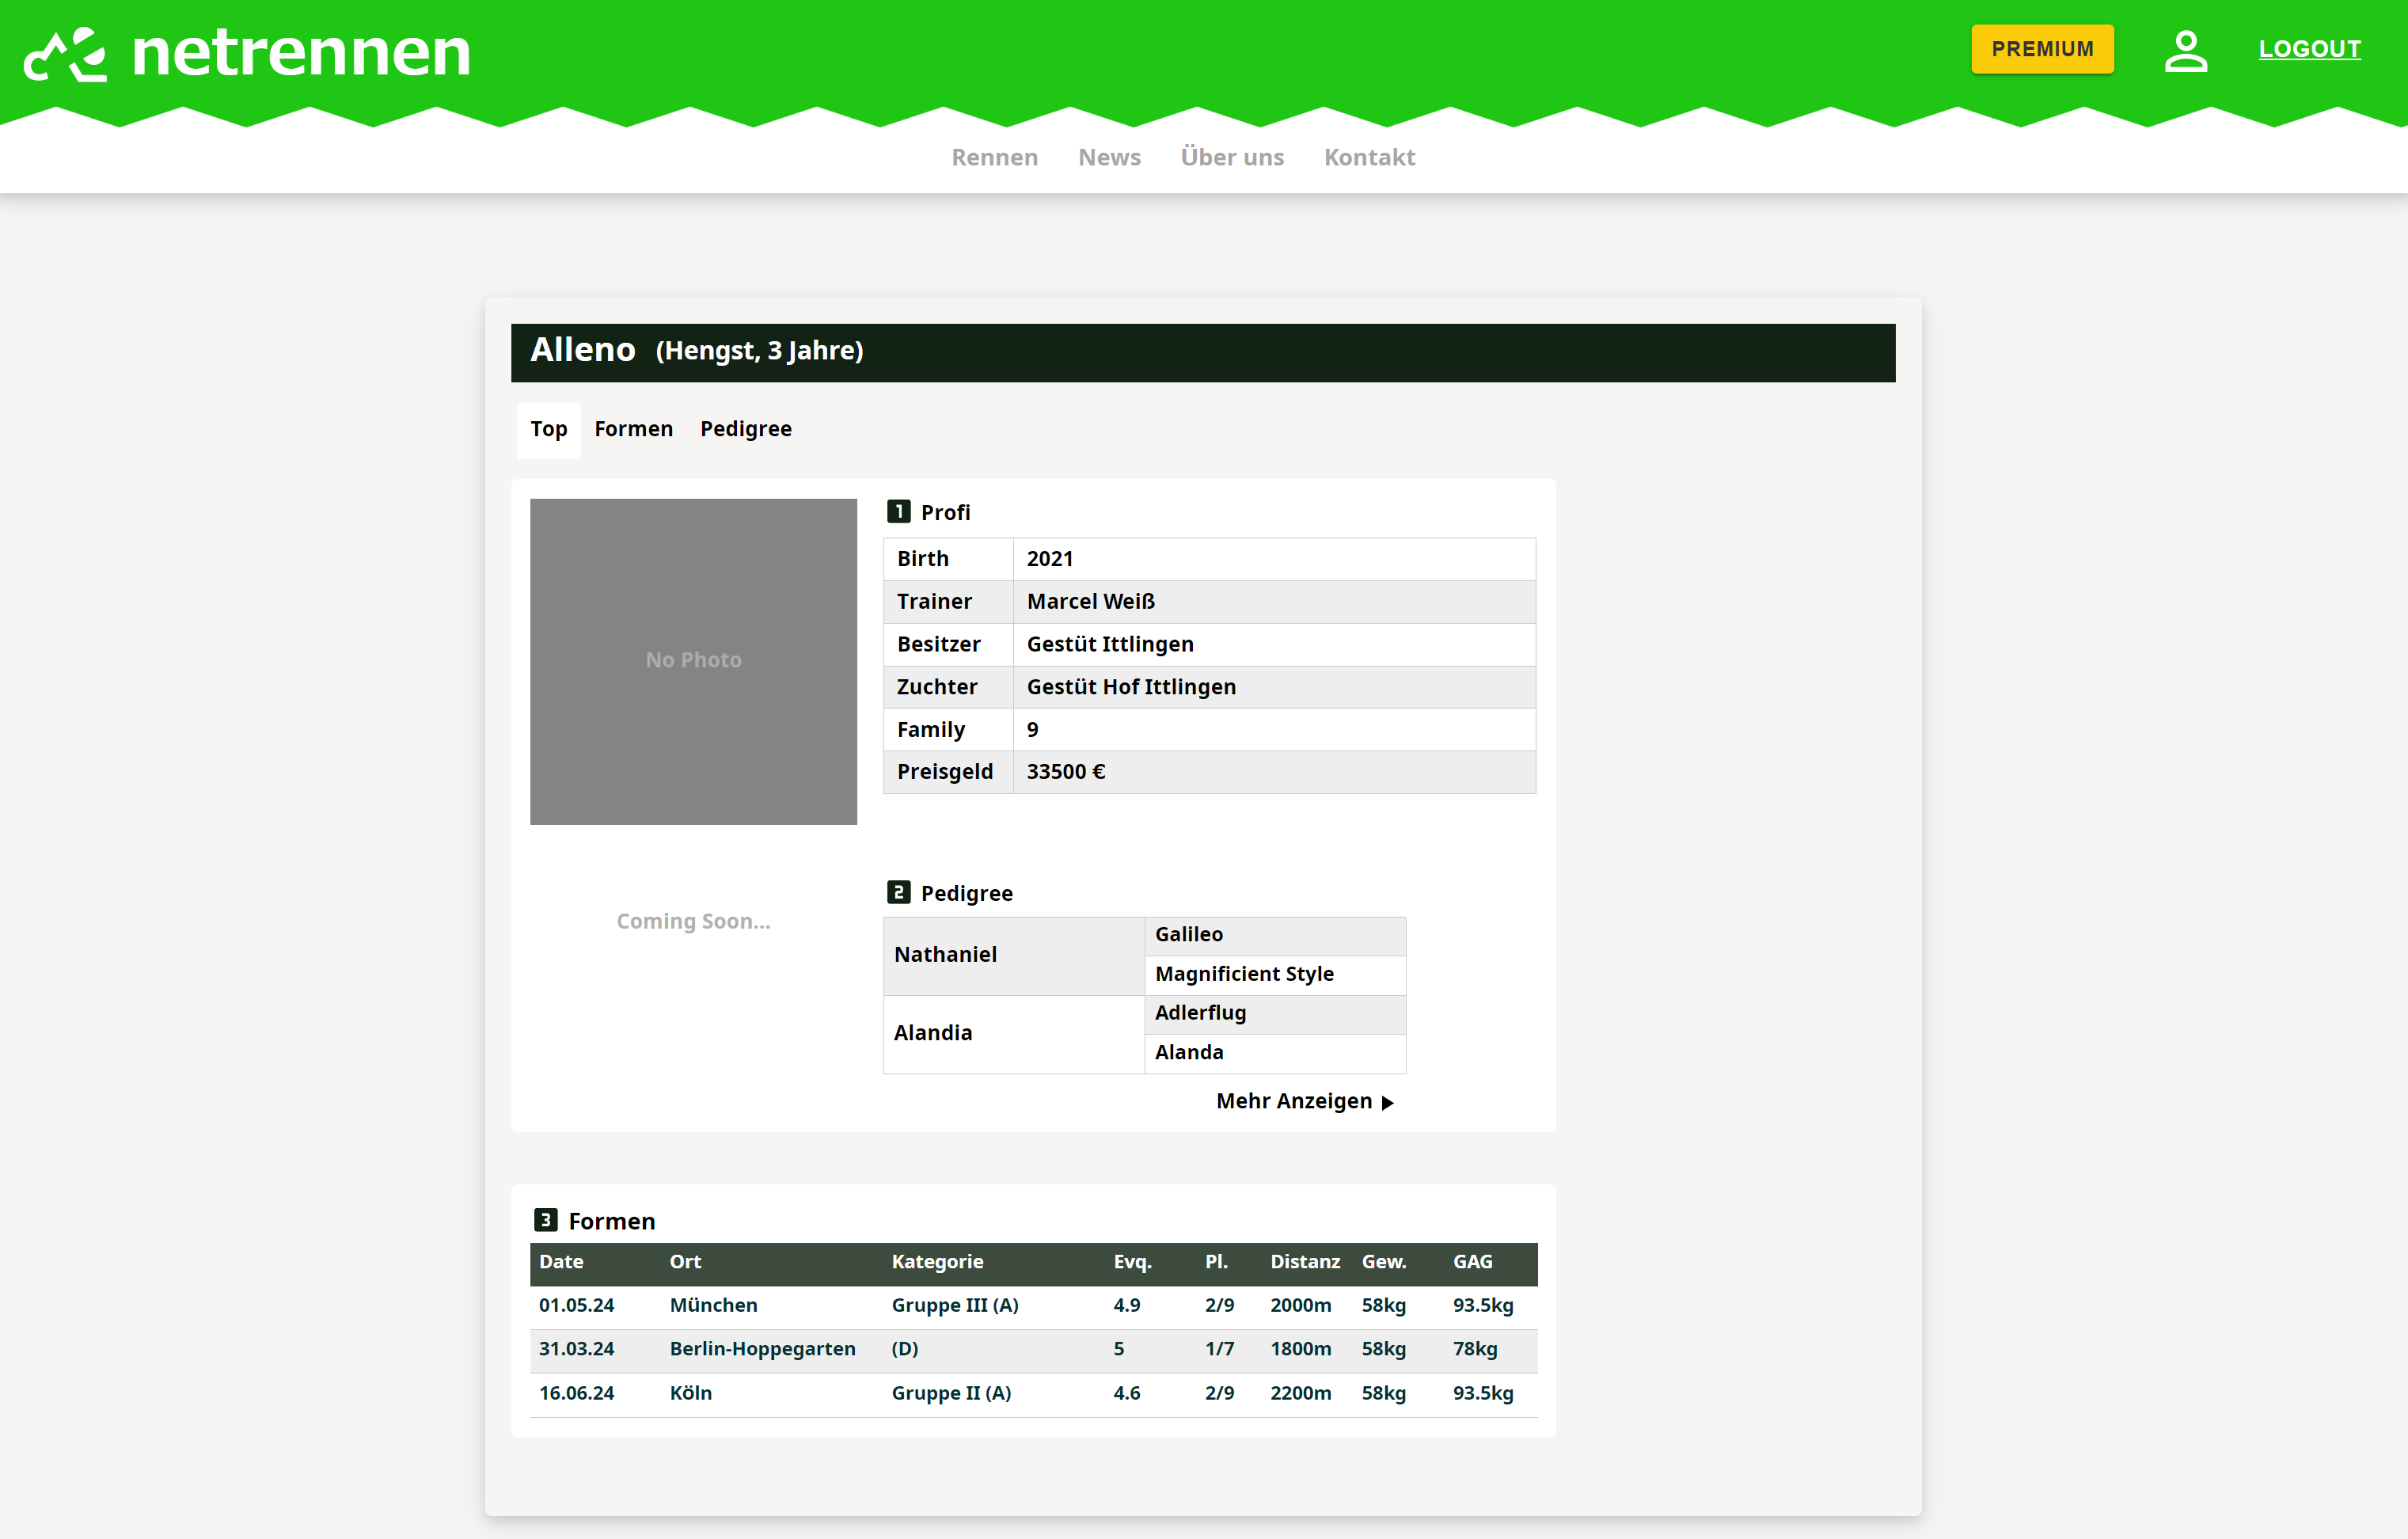 netrennen
PREMIUM
LOGOUT
Rennen News Über uns Kontakt
Alleno (Hengst, 3 Jahre)
Top Formen Pedigree
No Photo
1 Profi
Birth 2021
Trainer Marcel Weiß
Besitzer Gestüt Ittlingen
Zuchter Gestüt Hof Ittlingen
Family 9
Preisgeld 33500 €
Coming Soon...
2 Pedigree
Nathaniel
Galileo
Magnificient Style
Alandia
Adlerflug
Alanda
Mehr Anzeigen
3 Formen
Date Ort Kategorie Evq. Pl. Distanz Gew. GAG
01.05.24 München Gruppe III (A) 4.9 2/9 2000m 58kg 93.5kg
31.03.24 Berlin-Hoppegarten (D) 5 1/7 1800m 58kg 78kg
16.06.24 Köln Gruppe II (A) 4.6 2/9 2200m 58kg 93.5kg